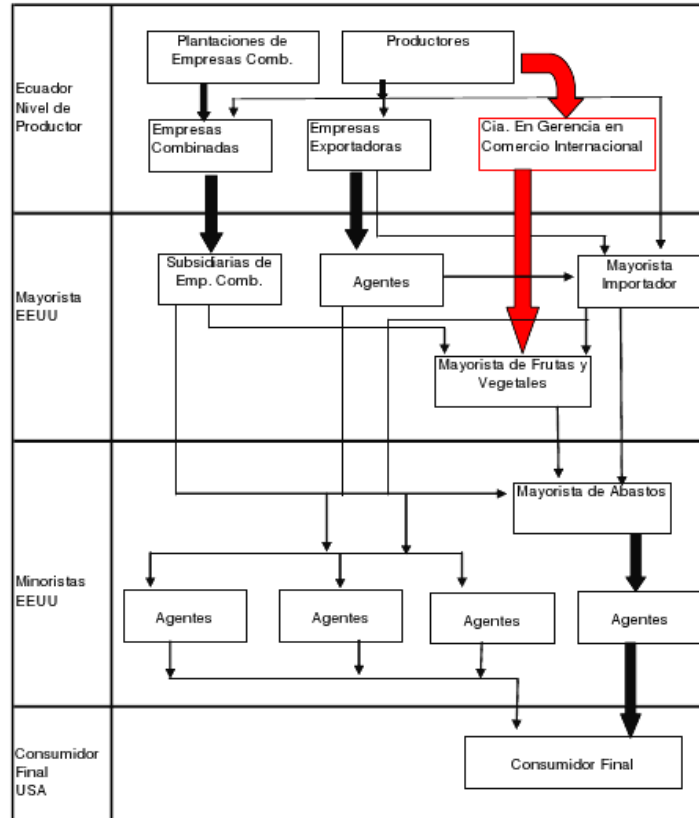 Plantaciones de
Empresas Comb.
Productores
Ecuador
Nivel de
Productor
Empresas
Combinadas
Empresas
Exportadoras
Cia. En Gerencia en
Comercio Internacional
Mayorista
EEUU
Subsidiarias de
Emp. Comb.
Agentes
Mayorista
Importador
Mayorista de Frutas y
Vegetales
Minoristas
EEUU
Mayorista de Abastos
Agentes
Agentes
Agentes
Agentes
Consumidor
Final
USA
Consumidor Final